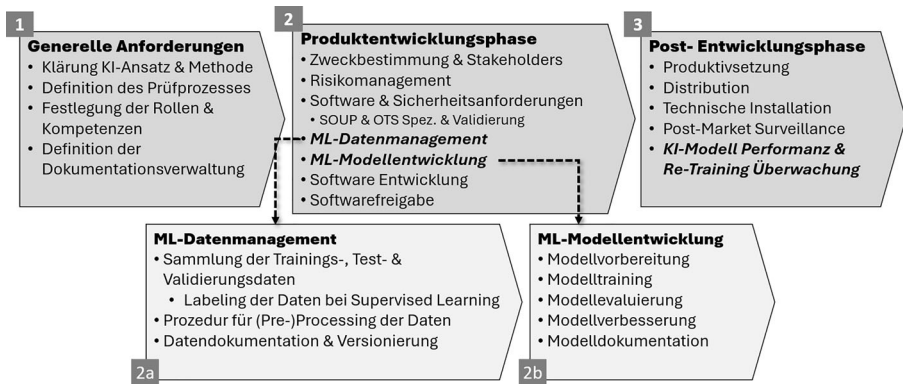 1
Generelle Anforderungen
• Klärung KI-Ansatz & Methode
• Definition des Prüfprozesses
• Festlegung der Rollen &
Kompetenzen
• Definition der
Dokumentationsverwaltung
2
Produktentwicklungsphase
• Zweckbestimmung & Stakeholders
• Risikomanagement
• Software & Sicherheitsanforderungen
• SOUP & OTS Spez. & Validierung
• ML-Datenmanagement
• ML-Modellentwicklung
• Software Entwicklung
• Softwarefreigabe
3
Post- Entwicklungsphase
• Produktivsetzung
• Distribution
• Technische Installation
• Post-Market Surveillance
• KI-Modell Performanz &
Re-Training Überwachung
ML-Datenmanagement
• Sammlung der Trainings-, Test- &
Validierungsdaten
• Labeling der Daten bei Supervised Learning
• Prozedur für (Pre-)Processing der Daten
• Datendokumentation & Versionierung
2a
ML-Modellentwicklung
• Modellvorbereitung
• Modelltraining
• Modellevaluierung
• Modellverbesserung
• Modelldokumentation
2b